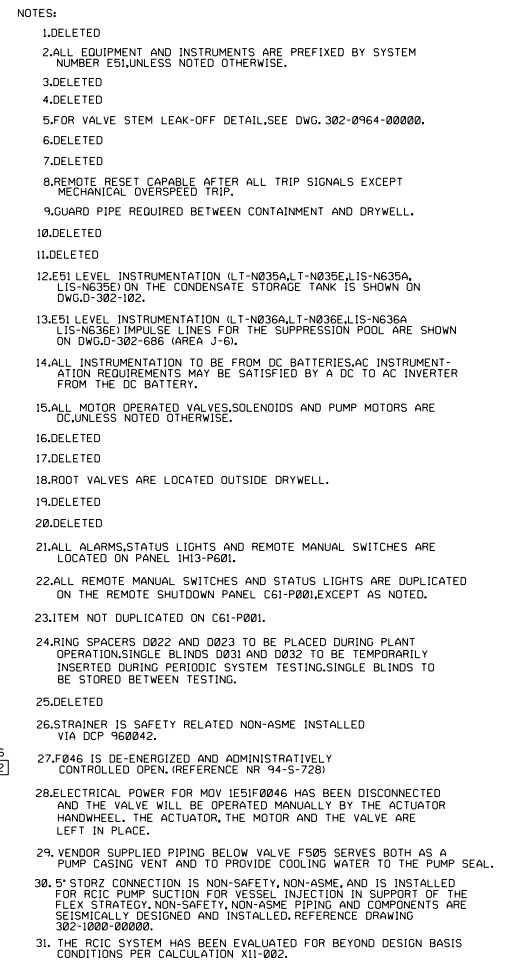 NOTES:
1.DELETED
2.ALL EQUIPMENT AND INSTRUMENTS ARE PREFIXED BY SYSTEM
NUMBER E51,UNLESS NOTED OTHERWISE.
3.DELETED
4.DELETED
5.FOR VALVE STEM LEAK-OFF DETAIL,SEE DWG. 302-0964-00000.
6.DELETED
7.DELETED
8.REMOTE RESET CAPABLE AFTER ALL TRIP SIGNALS EXCEPT
MECHANICAL OVERSPEED TRIP.
9.GUARD PIPE REQUIRED BETWEEN CONTAINMENT AND DRYWELL.
10.DELETED
11.DELETED
12.E51 LEVEL INSTRUMENTATION (LT-N035A,LT-N035E,LIS-N635A,
LIS-N635E) ON THE CONDENSATE STORAGE TANK IS SHOWN ON
DWG.D-302-102.
13.E51 LEVEL INSTRUMENTATION (LT-N036A,LT-N036E,LIS-N636A
LIS-N636E) IMPULSE LINES FOR THE SUPPRESSION POOL ARE SHOWN
ON DWG.D-302-686 (AREA J-6).
14.ALL INSTRUMENTATION TO BE FROM DC BATTERIES.AC INSTRUMENT-
ATION REQUIREMENTS MAY BE SATISFIED BY A DC TO AC INVERTER
FROM THE DC BATTERY.
15.ALL MOTOR OPERATED VALVES,SOLENOIDS AND PUMP MOTORS ARE
DC,UNLESS NOTED OTHERWISE.
16.DELETED
17.DELETED
18.ROOT VALVES ARE LOCATED OUTSIDE DRYWELL.
19.DELETED
20.DELETED
21.ALL ALARMS,STATUS LIGHTS AND REMOTE MANUAL SWITCHES ARE
LOCATED ON PANEL 1H13-P601.
22.ALL REMOTE MANUAL SWITCHES AND STATUS LIGHTS ARE DUPLICATED
ON THE REMOTE SHUTDOWN PANEL C61-P001,EXCEPT AS NOTED.
23.ITEM NOT DUPLICATED ON C61-P001.
24.RING SPACERS D022 AND D023 TO BE PLACED DURING PLANT
OPERATION.SINGLE BLINDS D031 AND D032 TO BE TEMPORARILY
INSERTED DURING PERIODIC SYSTEM TESTING.SINGLE BLINDS TO
BE STORED BETWEEN TESTING.
25.DELETED
26.STRAINER IS SAFETY RELATED NON-ASME INSTALLED
VIA DCP 960042.
27.F046 IS DE-ENERGIZED AND ADMINISTRATIVELY
CONTROLLED OPEN. (REFERENCE NR 94-S-728)
28.ELECTRICAL POWER FOR MOV 1E51F0046 HAS BEEN DISCONNECTED
AND THE VALVE WILL BE OPERATED MANUALLY BY THE ACTUATOR
HANDWHEEL. THE ACTUATOR, THE MOTOR AND THE VALVE ARE
LEFT IN PLACE.
29. VENDOR SUPPLIED PIPING BELOW VALVE F505 SERVES BOTH AS A
PUMP CASING VENT AND TO PROVIDE COOLING WATER TO THE PUMP SEAL.
30. 5" STORZ CONNECTION IS NON-SAFETY, NON-ASME, AND IS INSTALLED
FOR RCIC PUMP SUCTION FOR VESSEL INJECTION IN SUPPORT OF THE
FLEX STRATEGY. NON-SAFETY, NON-ASME PIPING AND COMPONENTS ARE
SEISMICALLY DESIGNED AND INSTALLED. REFERENCE DRAWING
302-1000-00000.
31. THE RCIC SYSTEM HAS BEEN EVALUATED FOR BEYOND DESIGN BASIS
CONDITIONS PER CALCULATION X11-002.